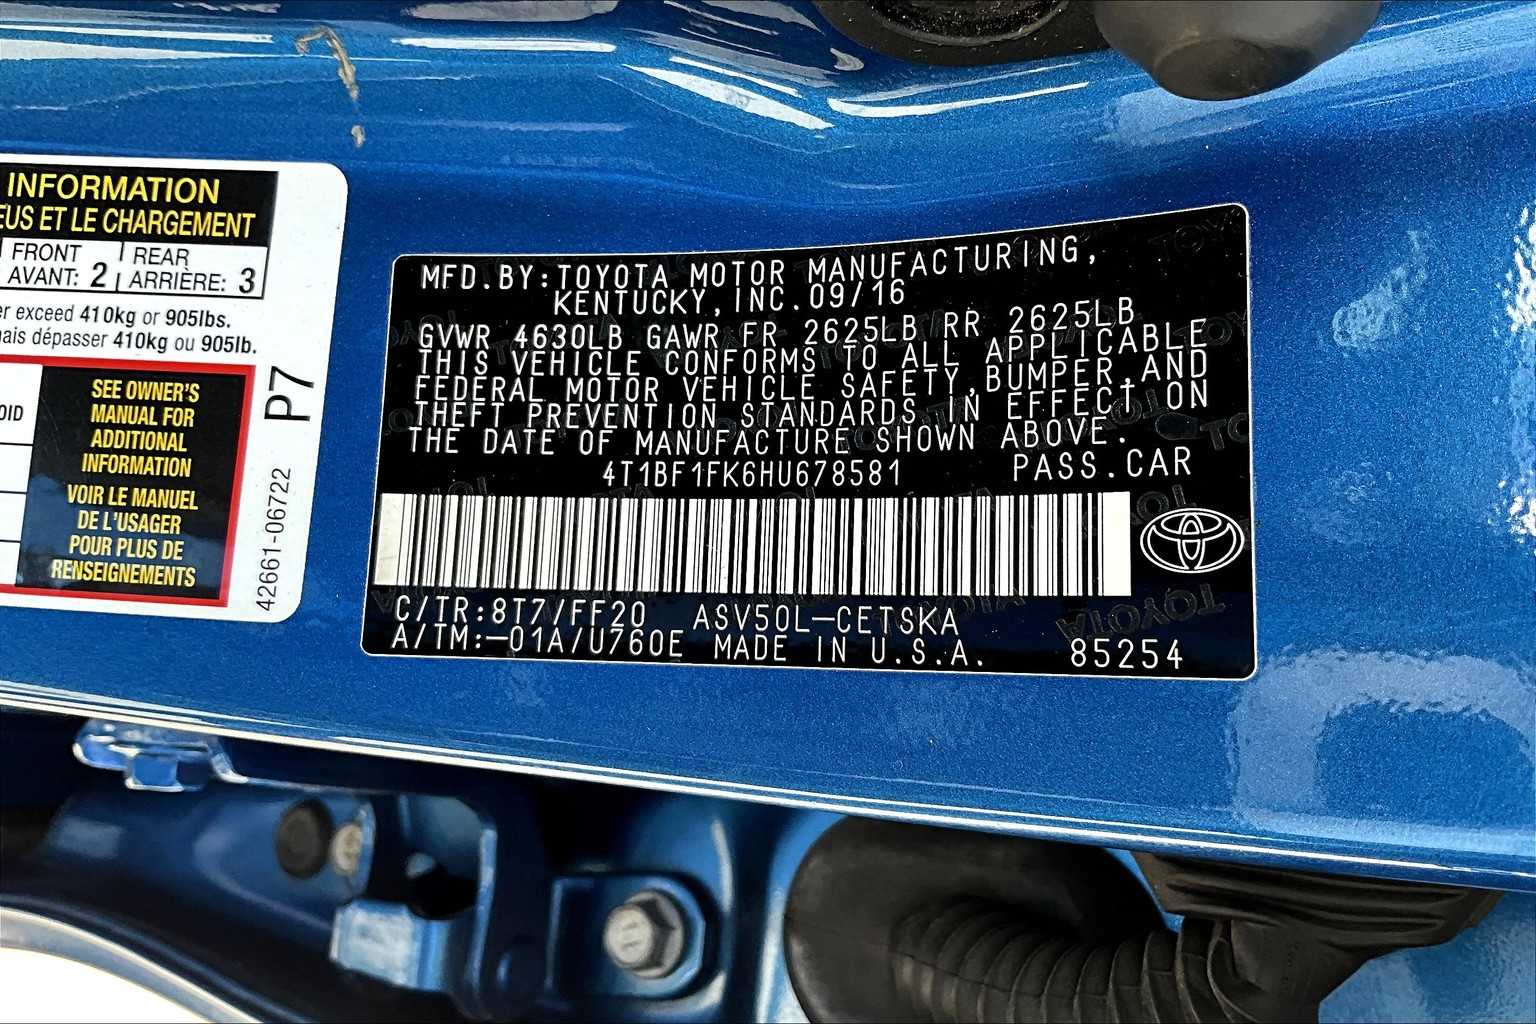 INFORMATION
EUS ET LE CHARGEMENT
FRONT REAR
AVANT: 2 ARRIÈRE: 3
er exceed 410kg or 905lbs.
mais dépasser 410kg ou 905lb.
OID
SEE OWNER'S
MANUAL FOR
ADDITIONAL
INFORMATION
VOIR LE MANUEL
DE L'USAGER
POUR PLUS DE
RENSEIGNEMENTS
P7
42661-06722
MFD.BY:TOYOTA MOTOR MANUFACTURING,
KENTUCKY,INC.09/16
GVWR 4630LB GAWR FR 2625LB RR 2625LB
THIS VEHICLE CONFORMS TO ALL APPLICABLE
FEDERAL MOTOR VEHICLE SAFETY,BUMPER,AND
THEFT PREVENTION STANDARDS IN EFFECT ON
THE DATE OF MANUFACTURE SHOWN ABOVE.
4T1BF1FK6HU678581 PASS.CAR
C/TR:8T7/FF20 ASV50L-CETSKA
A/TM:-01A/U760E MADE IN U.S.A. 85254